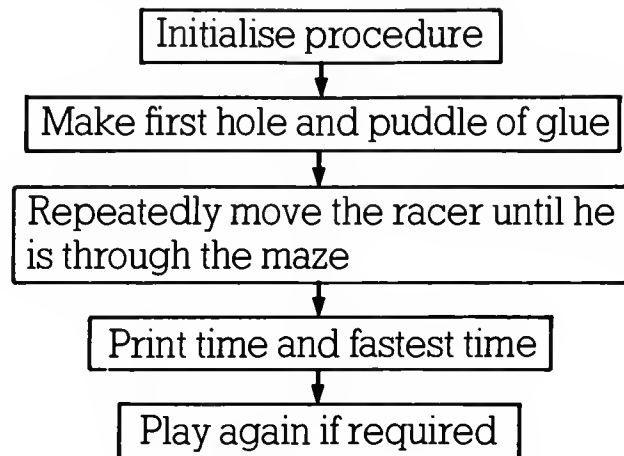 Initialise procedure
Make first hole and puddle of glue
Repeatedly move the racer until he
is through the maze
Print time and fastest time
Play again if required